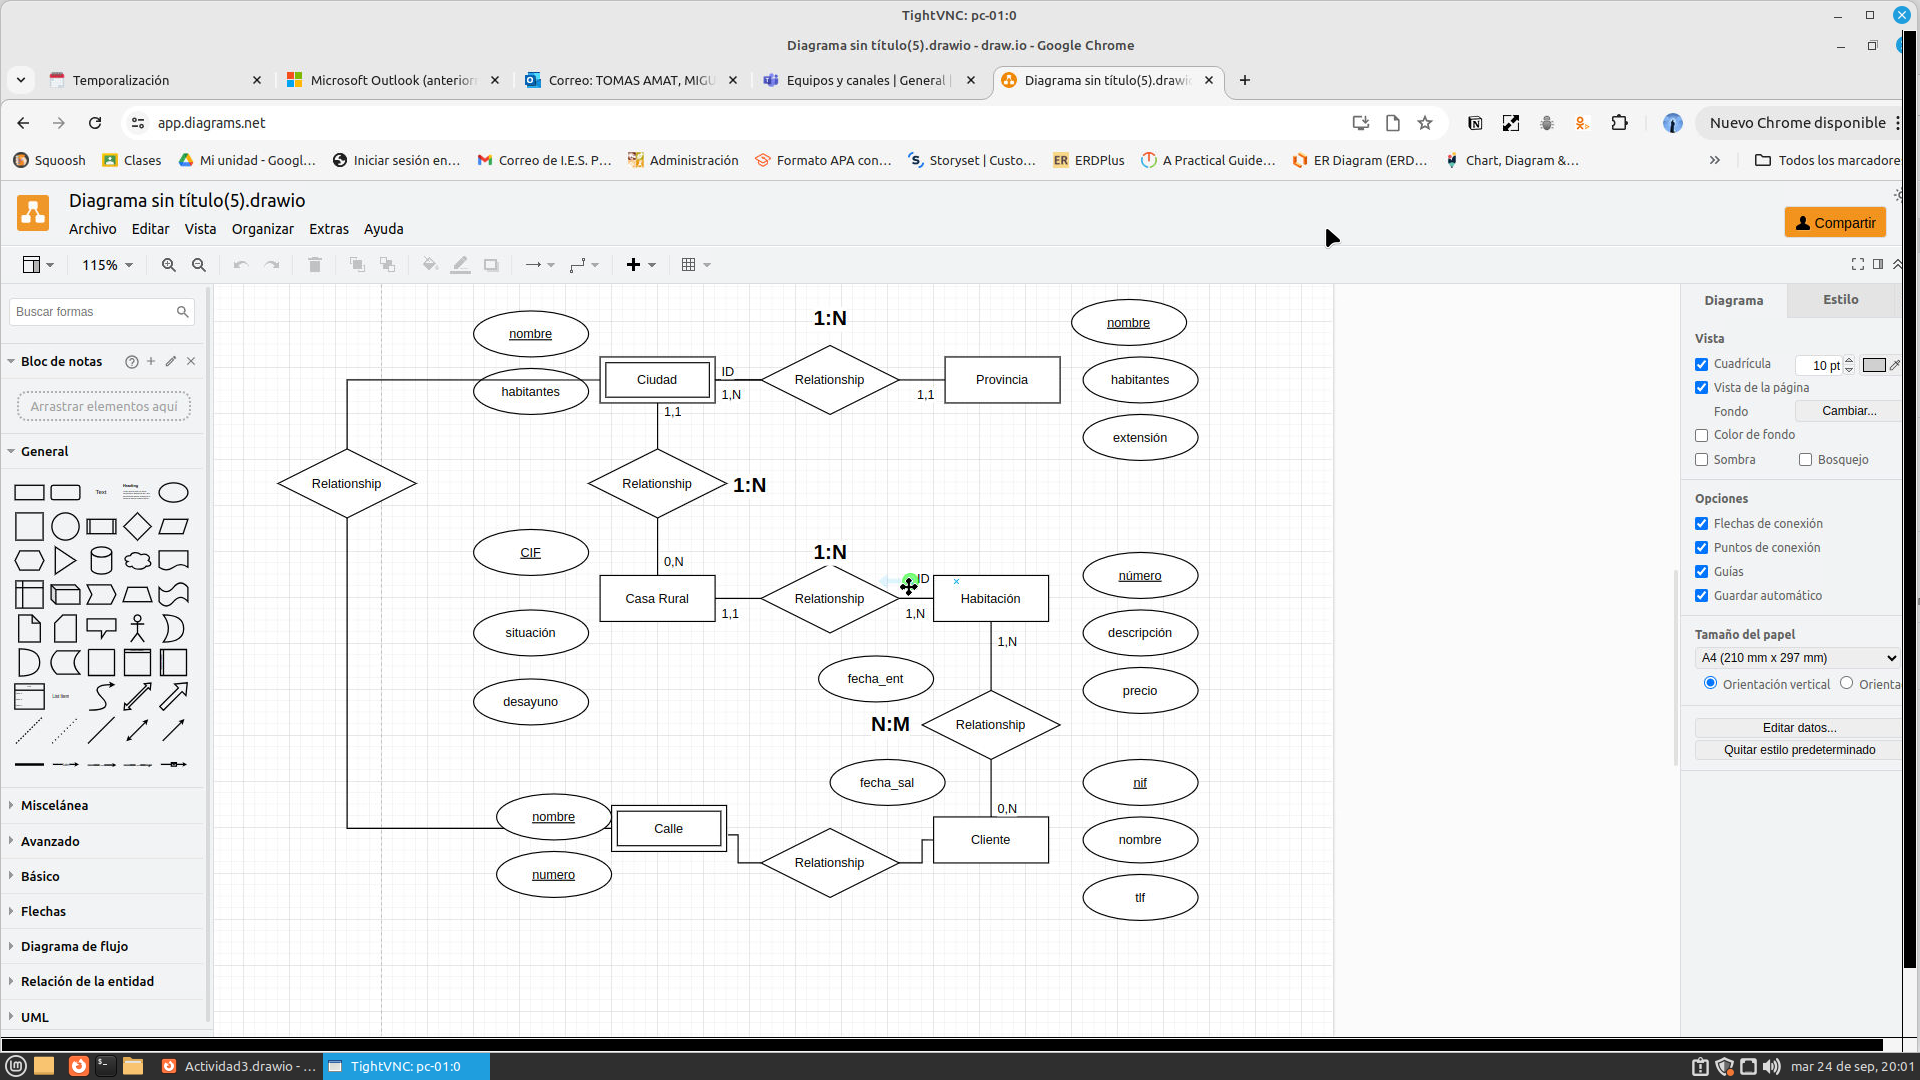 TightVNC: pc-01:0
Diagrama sin título(5).drawio - draw.io - Google Chrome
Temporalización
Microsoft Outlook (anterior
Correo: TOMAS AMAT, MIGU
Equipos y canales | General |
Diagrama sin título(5).drawio
app.diagrams.net
Nuevo Chrome disponible
Squoosh
Clases
Mi unidad - Googl...
Iniciar sesión en...
Correo de I.E.S. P...
Administración
Formato APA con...
Storyset | Custo...
ERDPlus
A Practical Guide...
ER Diagram (ERD...
Chart, Diagram &...
Todos los marcadore
Diagrama sin título(5).drawio
Archivo
Editar
Vista
Organizar
Extras
Ayuda
Compartir
115%
Buscar formas
Bloc de notas
Arrastrar elementos aquí
General
Text
Heading
List Item
Miscelánea
Avanzado
Básico
Flechas
Diagrama de flujo
Relación de la entidad
UML
nombre
habitantes
Ciudad
ID
1,N
1:N
Relationship
1,1
Provincia
nombre
habitantes
extensión
1,1
Relationship
Relationship
1:N
0,N
CIF
situación
desayuno
Casa Rural
1,1
1:N
Relationship
ID
1,N
Habitación
número
descripción
precio
1,N
fecha_ent
N:M
Relationship
fecha_sal
0,N
nombre
numero
Calle
Relationship
Cliente
nif
nombre
tlf
Diagrama
Estilo
Vista
Cuadrícula
10 pt
Vista de la página
Fondo
Cambiar...
Color de fondo
Sombra
Bosquejo
Opciones
Flechas de conexión
Puntos de conexión
Guías
Guardar automático
Tamaño del papel
A4 (210 mm x 297 mm)
Orientación vertical
Orienta
Editar datos...
Quitar estilo predeterminado
Actividad3.drawio - ...
TightVNC: pc-01:0
mar 24 de sep, 20:01